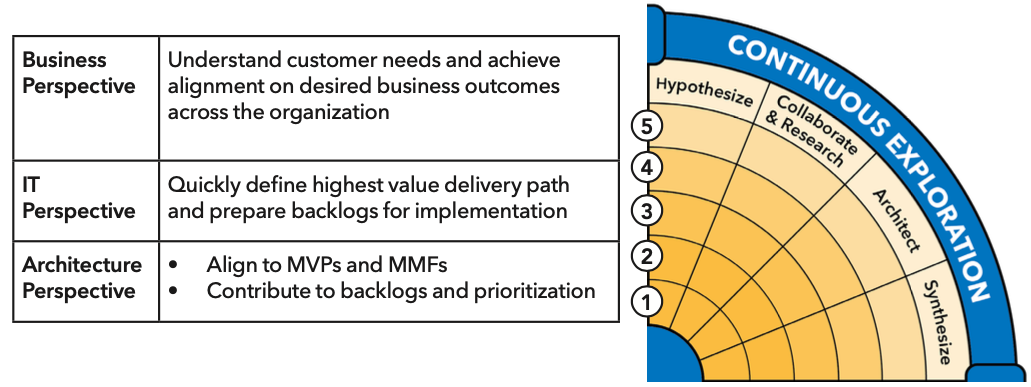 Business
Perspective
Understand customer needs and achieve
alignment on desired business outcomes
across the organization
IT
Perspective
Quickly define highest value delivery path
and prepare backlogs for implementation
Architecture
Perspective
• Align to MVPs and MMFs
• Contribute to backlogs and prioritization
CONTINUOUS EXPLORATION
Hypothesize
Collaborate
& Research
Architect
Synthesize
5
4
3
2
1